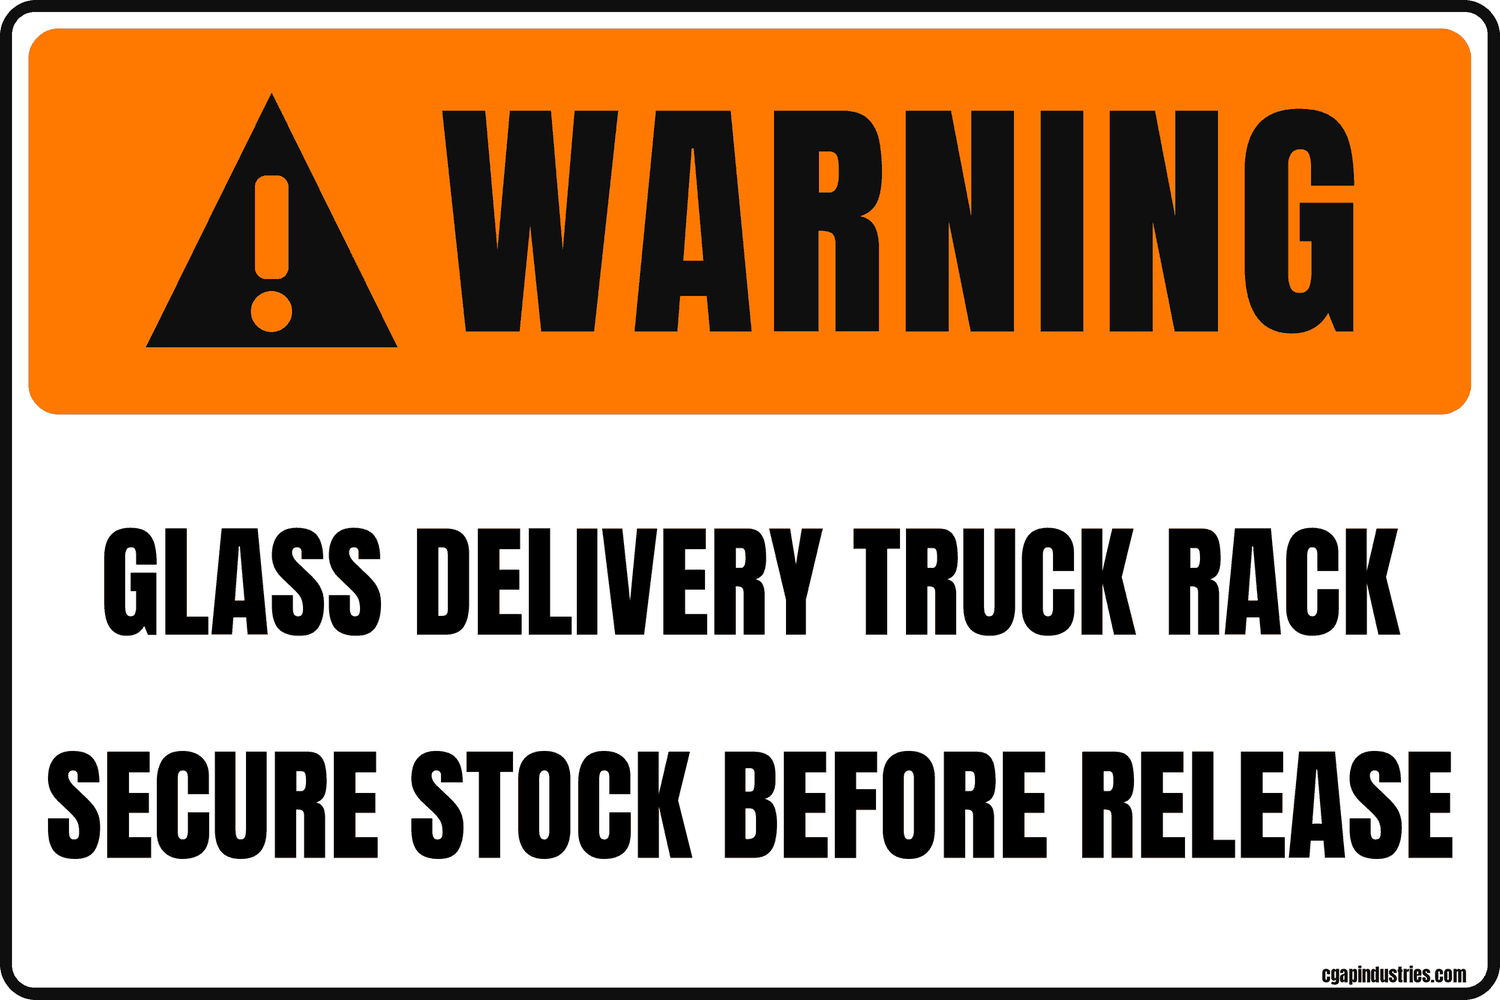 WARNING
GLASS DELIVERY TRUCK RACK
SECURE STOCK BEFORE RELEASE
cgapindustries.com